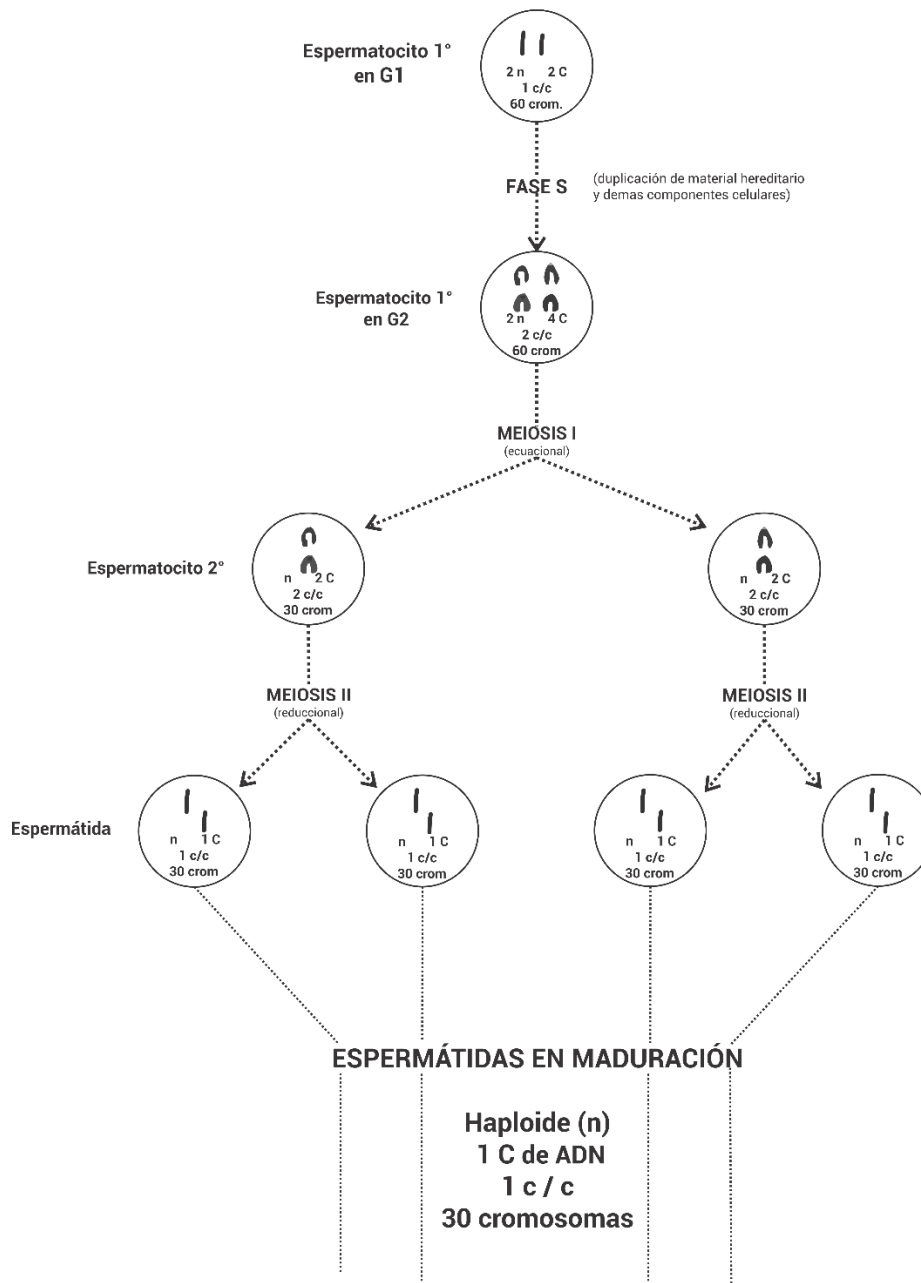 Espermatocito 1°
en G1
2 n 2 C
1 c/c
60 crom.
FASE S
(duplicación de material hereditario
y demas componentes celulares)
Espermatocito 1°
en G2
2 n 4 C
2 c/c
60 crom
MEIOSIS I
(ecuacional)
Espermatocito 2°
n 2 C
2 c/c
30 crom
n 2 C
2 c/c
30 crom
MEIOSIS II
(reduccional)
MEIOSIS II
(reduccional)
Espermátida
n 1 C
1 c/c
30 crom
n 1 C
1 c/c
30 crom
n 1 C
1 c/c
30 crom
n 1 C
1 c/c
30 crom
ESPERMÁTIDAS EN MADURACIÓN
Haploide (n)
1 C de ADN
1 c / c
30 cromosomas